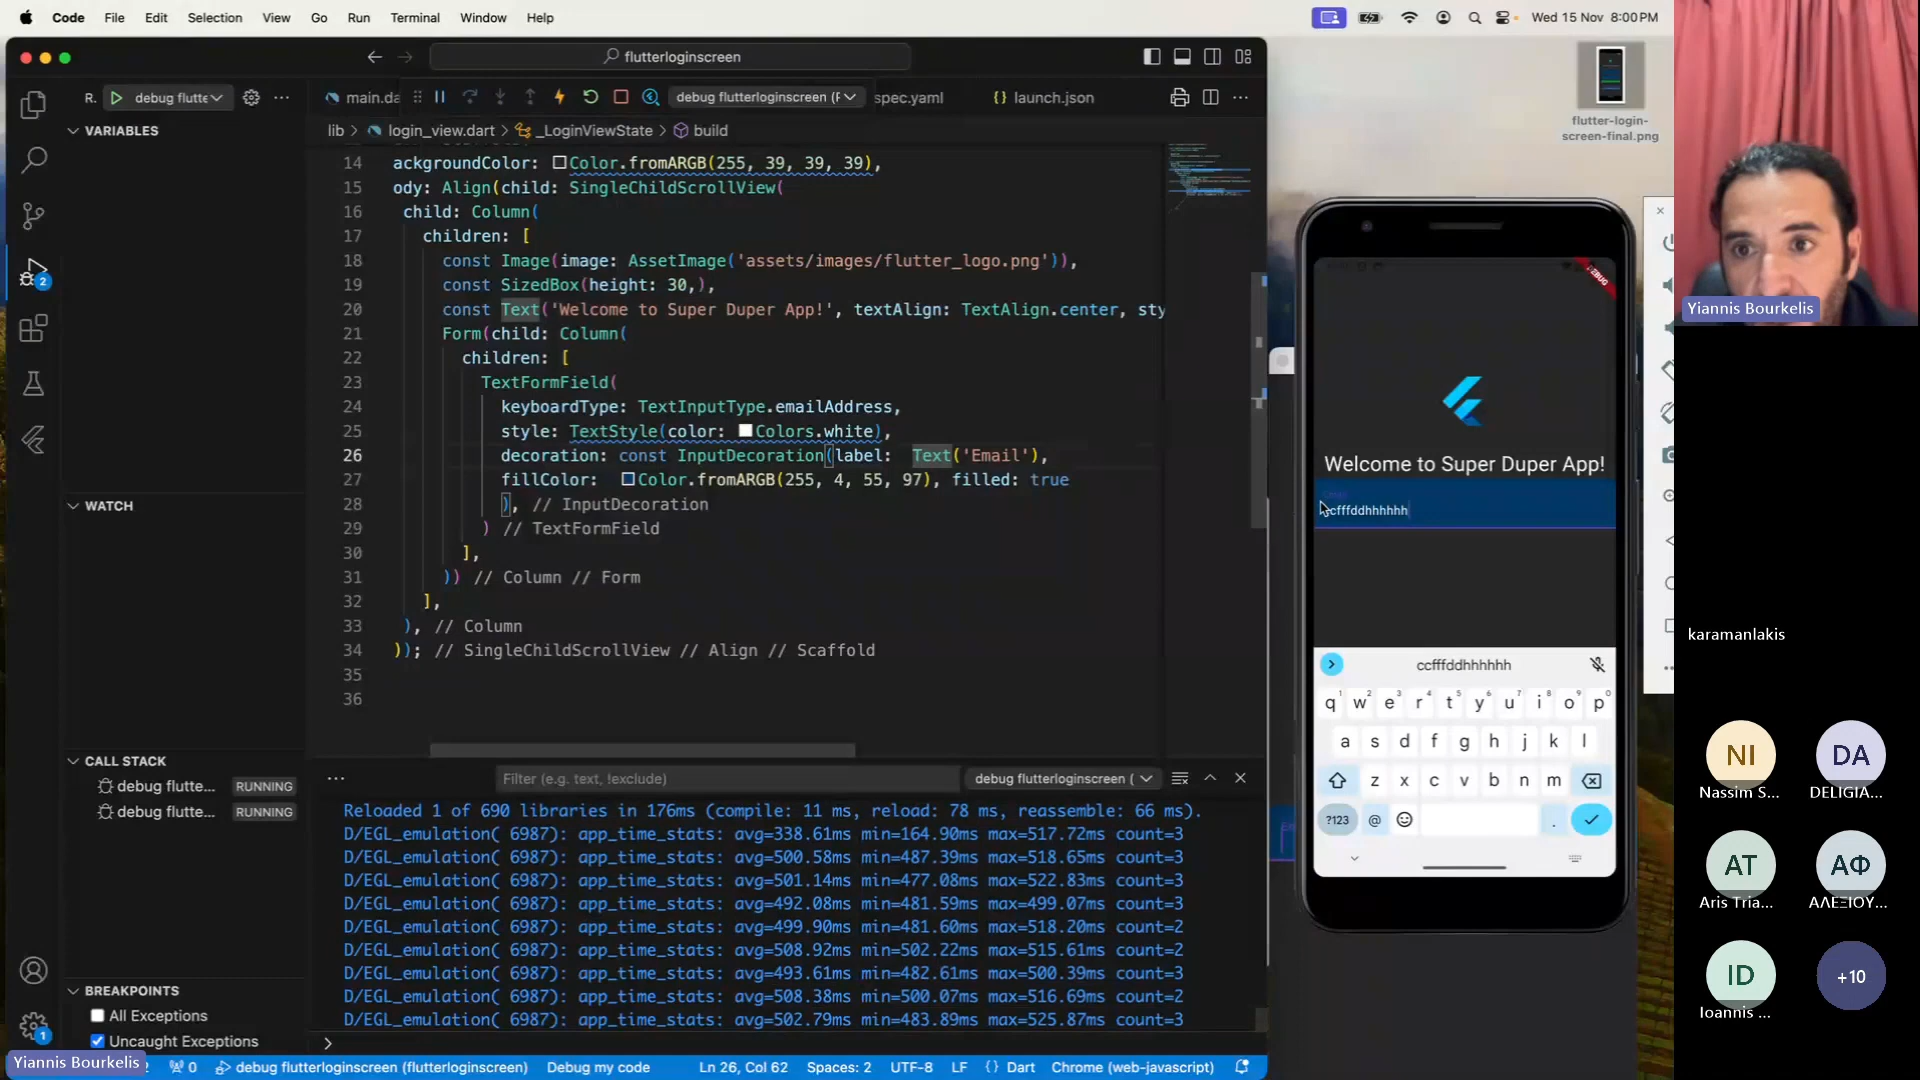 Code File Edit Selection View Go Run Terminal Window Help
Wed 15 Nov 8:00 PM
flutterloginscreen
R. debug flutte
main.da
debug flutterloginscreen (F
spec.yaml
{} launch.json
VARIABLES
WATCH
CALL STACK
debug flutte... RUNNING
debug flutte... RUNNING
BREAKPOINTS
All Exceptions
Uncaught Exceptions
2
1
lib > login_view.dart > _LoginViewState > build
14 ackgroundColor: Color.fromARGB(255, 39, 39, 39),
15 ody: Align(child: SingleChildScrollView(
16 child: Column(
17 children: [
18 const Image(image: AssetImage('assets/images/flutter_logo.png')),
19 const SizedBox(height: 30,),
20 const Text('Welcome to Super Duper App!', textAlign: TextAlign.center, sty
21 Form(child: Column(
22 children: [
23 TextFormField(
24 keyboardType: TextInputType.emailAddress,
25 style: TextStyle(color: Colors.white),
26 decoration: const InputDecoration(label: Text('Email'),
27 fillColor: Color.fromARGB(255, 4, 55, 97), filled: true
28 ), // InputDecoration
29 ) // TextFormField
30 ],
31 )) // Column // Form
32 ],
33 ), // Column
34 )); // SingleChildScrollView // Align // Scaffold
35
36
Filter (e.g. text, !exclude)
debug flutterloginscreen (
Reloaded 1 of 690 libraries in 176ms (compile: 11 ms, reload: 78 ms, reassemble: 66 ms).
D/EGL_emulation( 6987): app_time_stats: avg=338.61ms min=164.90ms max=517.72ms count=3
D/EGL_emulation( 6987): app_time_stats: avg=500.58ms min=487.39ms max=518.65ms count=3
D/EGL_emulation( 6987): app_time_stats: avg=501.14ms min=477.08ms max=522.83ms count=3
D/EGL_emulation( 6987): app_time_stats: avg=492.08ms min=481.59ms max=499.07ms count=3
D/EGL_emulation( 6987): app_time_stats: avg=499.90ms min=481.60ms max=518.20ms count=2
D/EGL_emulation( 6987): app_time_stats: avg=508.92ms min=502.22ms max=515.61ms count=2
D/EGL_emulation( 6987): app_time_stats: avg=493.61ms min=482.61ms max=500.39ms count=3
D/EGL_emulation( 6987): app_time_stats: avg=508.38ms min=500.07ms max=516.69ms count=2
D/EGL_emulation( 6987): app_time_stats: avg=502.79ms min=483.89ms max=525.87ms count=3
Yiannis Bourkelis
0 debug flutterloginscreen (flutterloginscreen) Debug my code Ln 26, Col 62 Spaces: 2 UTF-8 LF {} Dart Chrome (web-javascript)
flutter-login-
screen-final.png
Welcome to Super Duper App!
ccfffddhhhhhh
q1 w2 e3 r4 t5 y6 u7 i8 o9 p0
a s d f g h j k l
z x c v b n m
?123 @ .
Yiannis Bourkelis
karamanlakis
NI
Nassim S...
DA
DELIGIA...
AT
Aris Tria...
ΑΦ
ΑΛΕΞΙΟΥ...
ID
Ioannis ...
+10